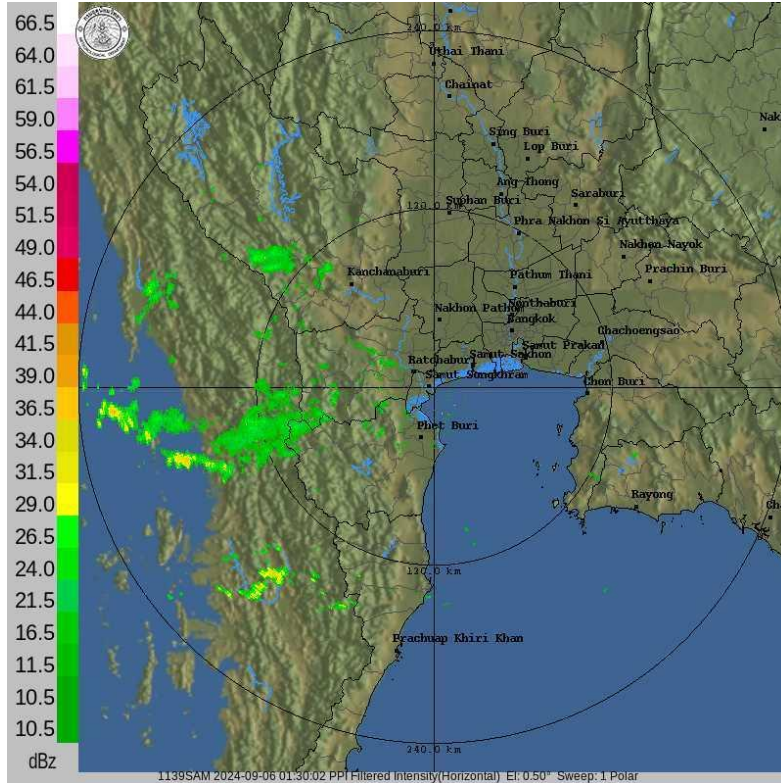 66.5
64.0
61.5
59.0
56.5
54.0
51.5
49.0
46.5
44.0
41.5
39.0
36.5
34.0
31.5
29.0
26.5
24.0
21.5
16.5
11.5
10.5
10.5
dBz
240.0 km
Uthai Thani
Chainat
Sing Buri
Nak
Lop Buri
Ang Thong
Saraburi
Suphan Buri
120.0 km
Phra Nakhon Si Ayutthaya
Nakhon Nayok
Kanchanaburi
Pathum Thani
Prachin Buri
Nakhon Pathom
Nonthaburi
Bangkok
Chachoengsao
Samut Prakan
Samut Sakhon
Ratchaburi
Samut Songkhram
Chon Buri
Phet Buri
Rayong
Cha
120.0 km
Prachuap Khiri Khan
240.0 km
1139SAM 2024-09-06 01:30:02 PPI Filtered Intensity(Horizontal) El: 0.50° Sweep: 1 Polar